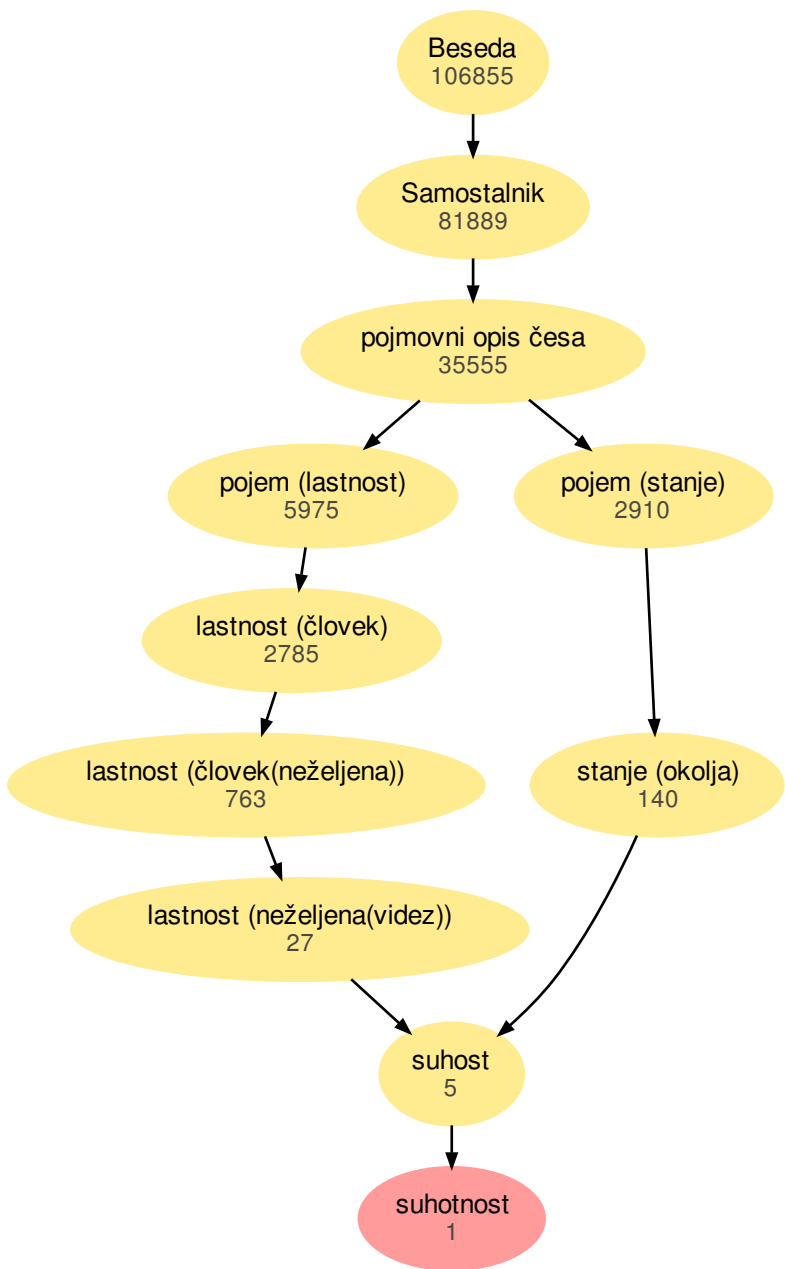 Beseda
106855
Samostalnik
81889
pojmovni opis česa
35555
pojem (lastnost)
5975
pojem (stanje)
2910
lastnost (človek)
2785
lastnost (človek(neželjena))
763
stanje (okolja)
140
lastnost (neželjena(videz))
27
suhost
5
suhotnost
1